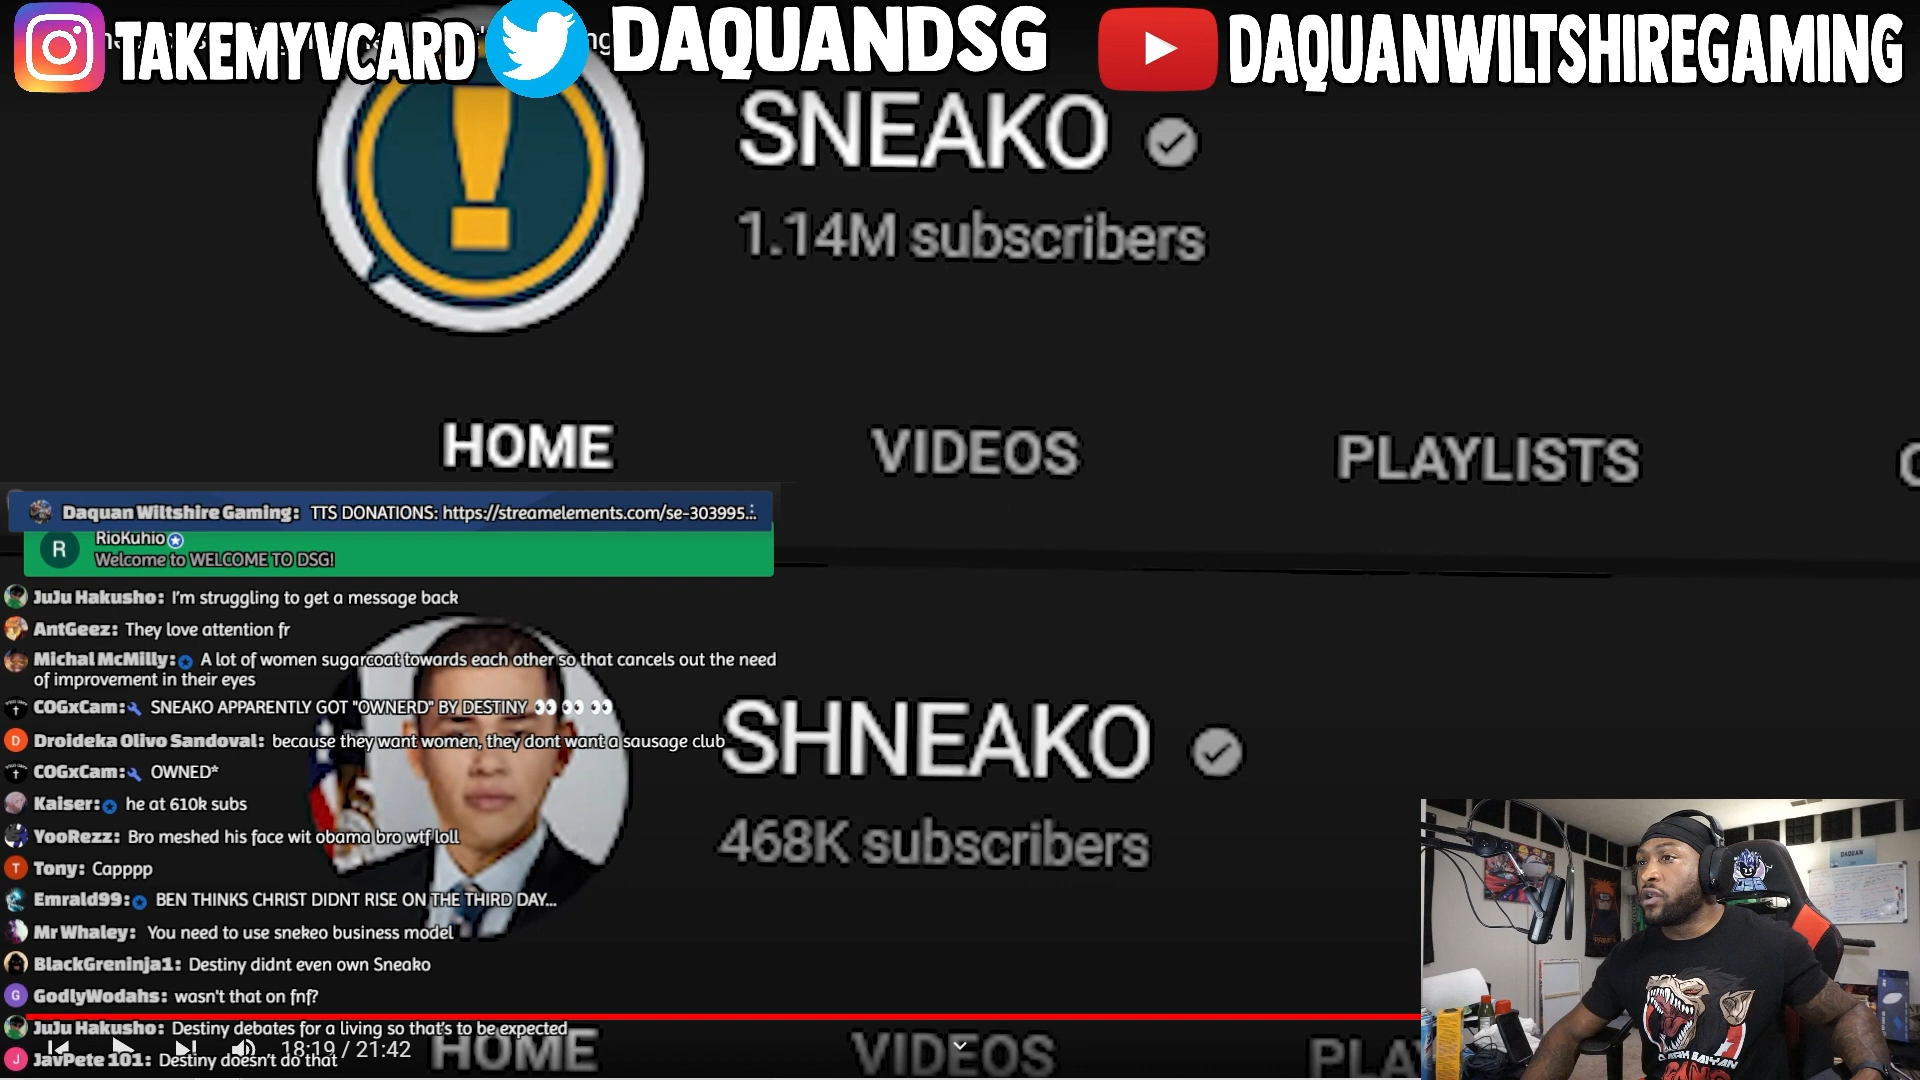 TAKEMYVCARD DAQUANDSG DAQUANWILTSHIREGAMING
SNEAKO
1.14M subscribers
HOME VIDEOS PLAYLISTS
Daquan Wiltshire Gaming: TTS DONATIONS: https://streamelements.com/se-303995...
R RioKuhio
Welcome to WELCOME TO DSG!
JuJu Hakusho: I'm struggling to get a message back
AntGeez: They love attention fr
Michal McMilly: A lot of women sugarcoat towards each other so that cancels out the need
of improvement in their eyes
COGxCam: SNEAKO APPARENTLY GOT "OWNERD" BY DESTINY 👀 👀 👀
D Droideka Olivo Sandoval: because they want women, they dont want a sausage club
COGxCam: OWNED*
Kaiser: he at 610k subs
YooRezz: Bro meshed his face wit obama bro wtf loll
T Tony: Capppp
Emrald99: BEN THINKS CHRIST DIDNT RISE ON THE THIRD DAY...
Mr Whaley: You need to use snekeo business model
BlackGreninja1: Destiny didnt even own Sneako
G GodlyWodahs: wasn't that on fnf?
JuJu Hakusho: Destiny debates for a living so that's to be expected
J JavPete 101: Destiny doesn't do that
SHNEAKO
468K subscribers
18:19 / 21:42
HOME VIDEOS PLA
DAQUAN